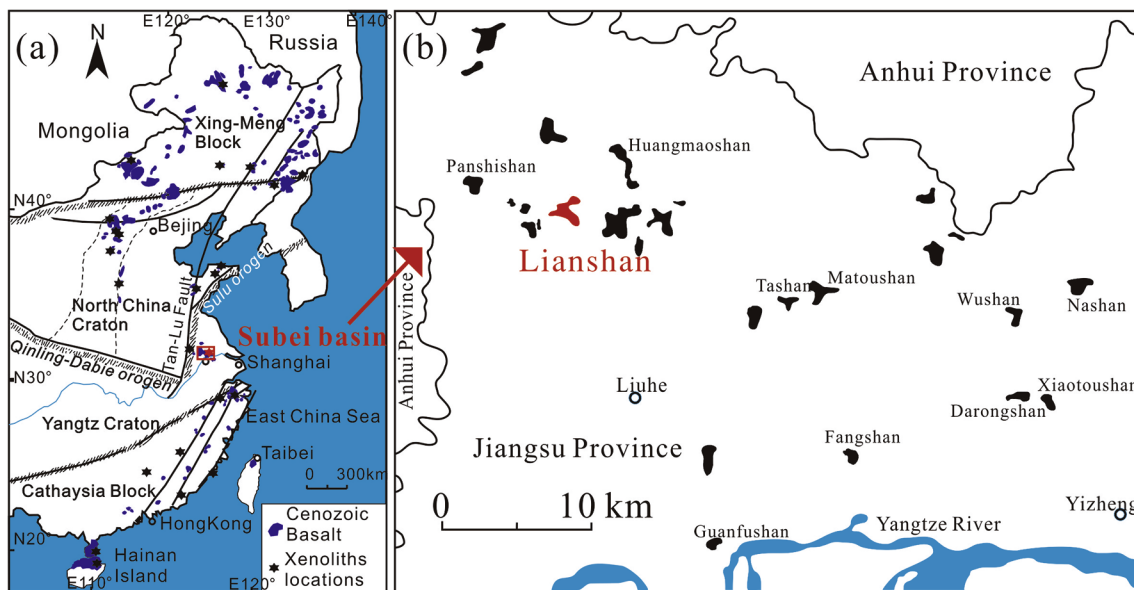 E120° E130° E140°
(a)
N
Russia
Mongolia
Xing-Meng
Block
N40°
Bejing
North China
Craton
Tan-Lu Fault
Sulu orogen
Subei basin
Qinling-Dabie orogen
Shanghai
N30°
Yangtz Craton
East China Sea
Taibei
0 300km
Cathaysia Block
HongKong
N20°
Hainan
Island
E110°
E120°
Cenozoic
Basalt
Xenoliths
locations
(b)
Anhui Province
Huangmaoshan
Panshishan
Lianshan
Anhui Province
Tashan
Matoushan
Wushan
Nashan
Liuhe
Xiaotoushan
Darongshan
Jiangsu Province
Fangshan
0 10 km
Yizheng
Guanfushan
Yangtze River